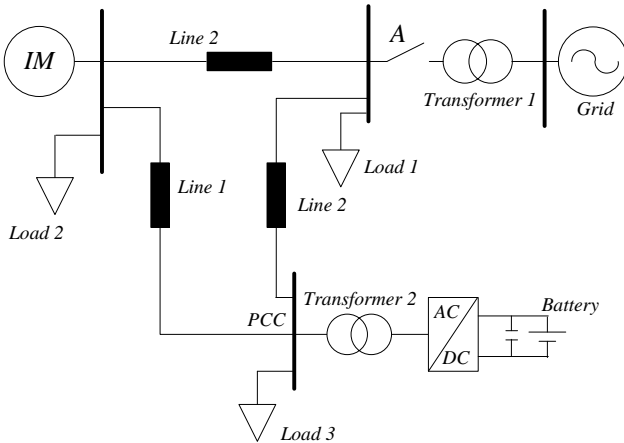 IM
Line 2
A
Transformer 1
Grid
Load 1
Line 1
Line 2
Load 2
Transformer 2
PCC
AC
DC
Battery
Load 3